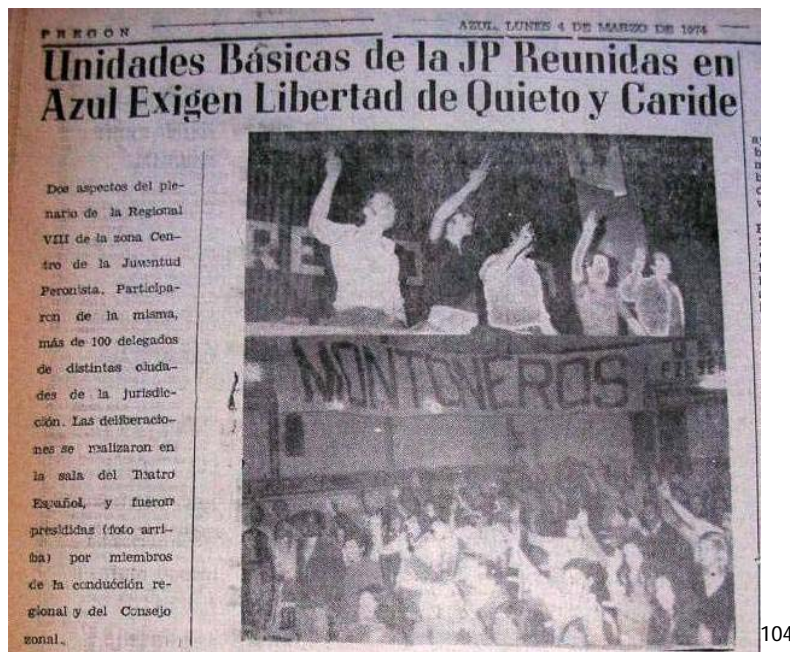 PREGON
AZUL, LUNES 4 DE MARZO DE 1974
Unidades Básicas de la JP Reunidas en
Azul Exigen Libertad de Quieto y Caride
Dos aspectos del ple-
nario de la Regional
VIII de la zona Cen-
tro de la Juventud
Peronista. Participa-
ron de la misma,
más de 100 delegados
de distintas ciuda-
des de la jurisdic-
ción. Las deliberacio-
nes se realizaron en
la sala del Teatro
Español, y fueron
presididas (foto arri-
ba) por miembros
de la conducción re-
gional y del Consejo
zonal.
RE
MONTONEROS
104